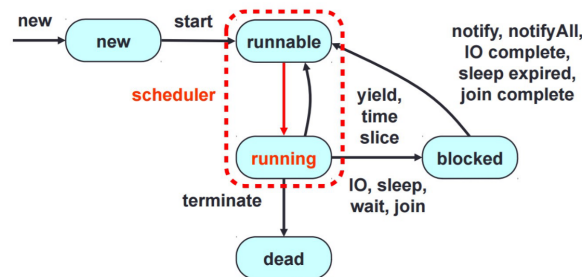 new
start
new
runnable
notify, notifyAll,
IO complete,
sleep expired,
join complete
scheduler
yield,
time
slice
running
blocked
terminate
IO, sleep,
wait, join
dead